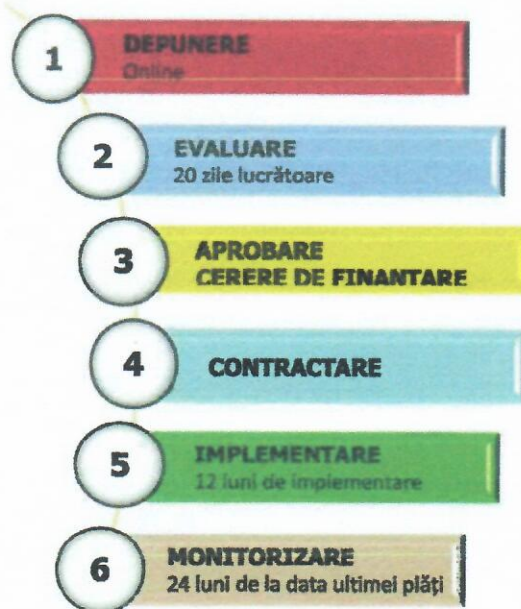 1
DEPUNERE
Online
2
EVALUARE
20 zile lucrătoare
3
APROBARE
CERERE DE FINANTARE
4
CONTRACTARE
5
IMPLEMENTARE
12 luni de implementare
6
MONITORIZARE
24 luni de la data ultimei plăți